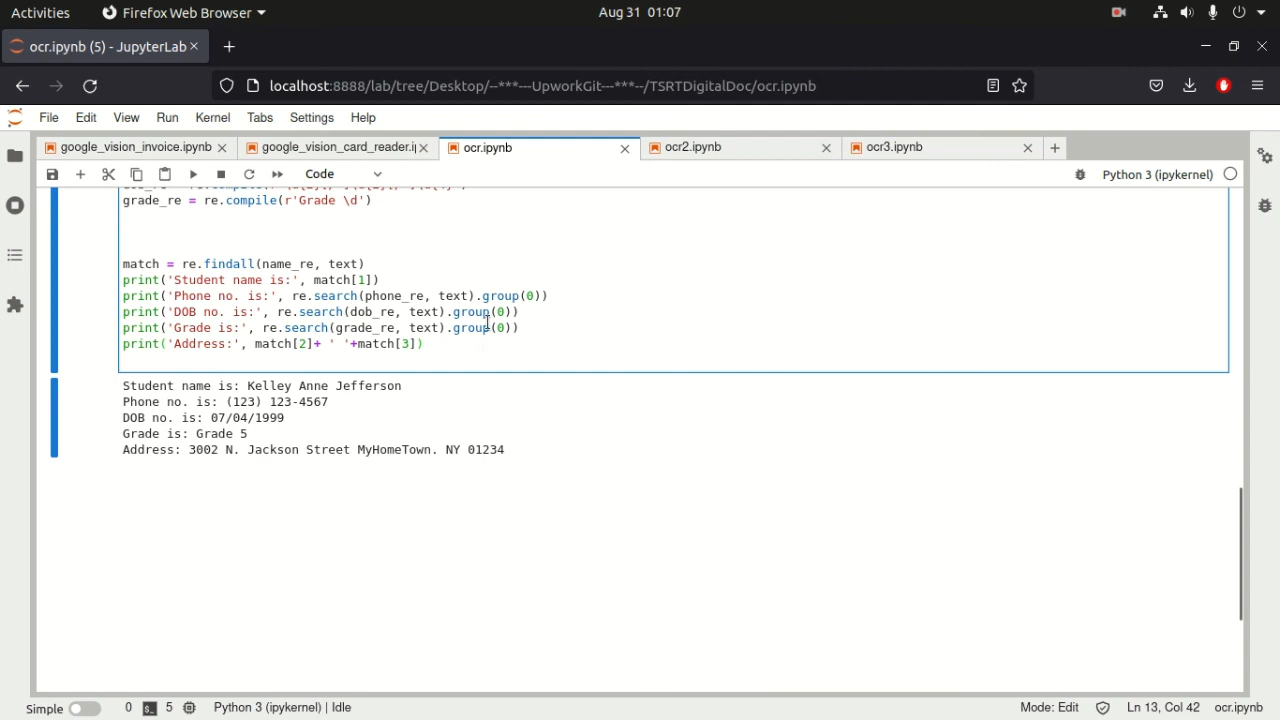 Activities Firefox Web Browser Aug 31 01:07
ocr.ipynb (5) - JupyterLab
localhost:8888/lab/tree/Desktop/--***---UpworkGit---***--/TSRTDigitalDoc/ocr.ipynb
File Edit View Run Kernel Tabs Settings Help
google_vision_invoice.ipynb google_vision_card_reader.i ocr.ipynb ocr2.ipynb ocr3.ipynb
Code Python 3 (ipykernel)
grade_re = re.compile(r'Grade \d')
match = re.findall(name_re, text)
print('Student name is:', match[1])
print('Phone no. is:', re.search(phone_re, text).group(0))
print('DOB no. is:', re.search(dob_re, text).group(0))
print('Grade is:', re.search(grade_re, text).group(0))
print('Address:', match[2]+ ' '+match[3])
Student name is: Kelley Anne Jefferson
Phone no. is: (123) 123-4567
DOB no. is: 07/04/1999
Grade is: Grade 5
Address: 3002 N. Jackson Street MyHomeTown. NY 01234
Simple 0 5 Python 3 (ipykernel) | Idle Mode: Edit Ln 13, Col 42 ocr.ipynb